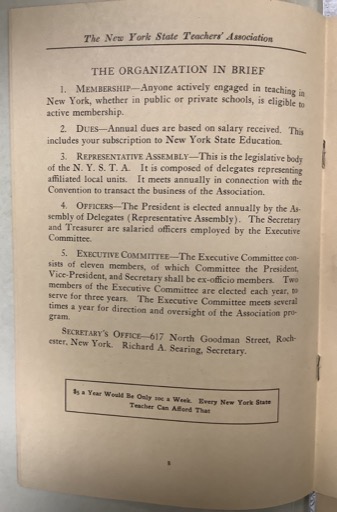 The New York State Teachers' Association
THE ORGANIZATION IN BRIEF
1. MEMBERSHIP—Anyone actively engaged in teaching in
New York, whether in public or private schools, is eligible to
active membership.
2. DUES—Annual dues are based on salary received. This
includes your subscription to New York State Education.
3. REPRESENTATIVE ASSEMBLY—This is the legislative body
of the N. Y. S. T. A. It is composed of delegates representing
affiliated local units. It meets annually in connection with the
Convention to transact the business of the Association.
4. OFFICERS—The President is elected annually by the As-
sembly of Delegates (Representative Assembly). The Secretary
and Treasurer are salaried officers employed by the Executive
Committee.
5. EXECUTIVE COMMITTEE—The Executive Committee con-
sists of eleven members, of which Committee the President,
Vice-President, and Secretary shall be ex-officio members. Two
members of the Executive Committee are elected each year, to
serve for three years. The Executive Committee meets several
times a year for direction and oversight of the Association pro-
gram.
SECRETARY'S OFFICE—617 North Goodman Street, Roch-
ester, New York. Richard A. Searing, Secretary.
$5 a Year Would Be Only 10c a Week. Every New York State
Teacher Can Afford That